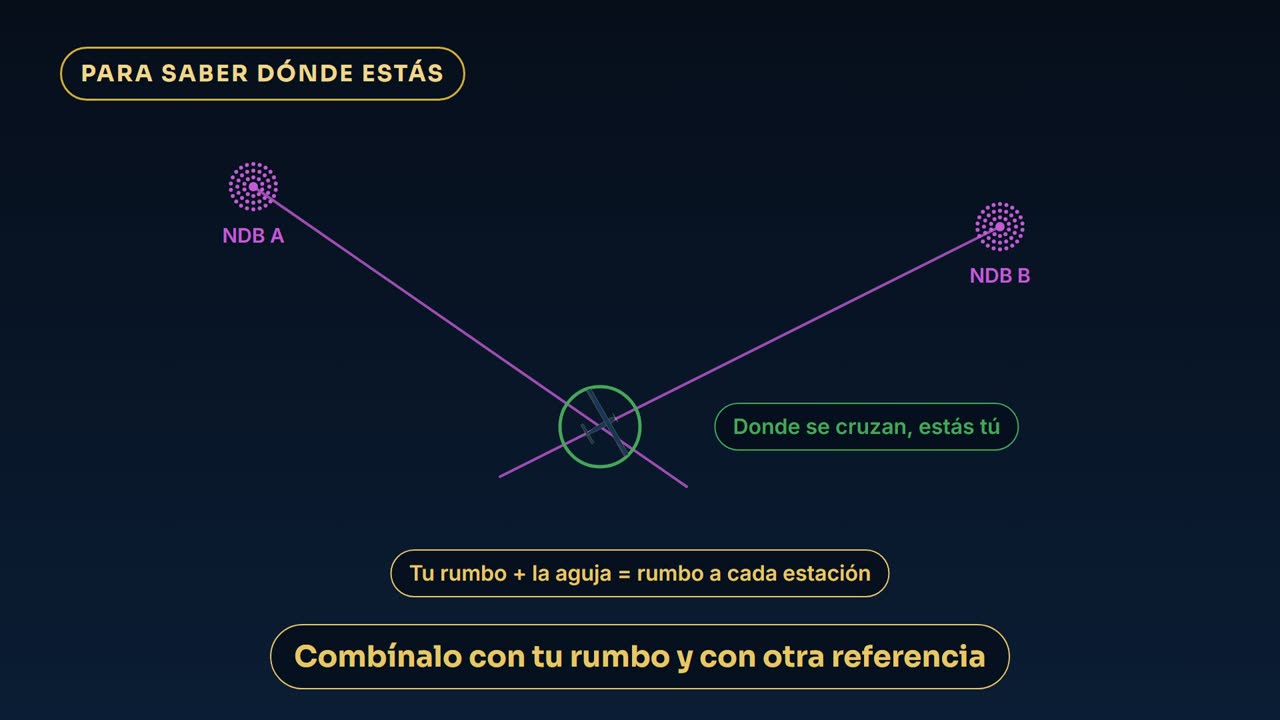 PARA SABER DÓNDE ESTÁS
NDB A
NDB B
Donde se cruzan, estás tú
Tu rumbo + la aguja = rumbo a cada estación
Combínalo con tu rumbo y con otra referencia